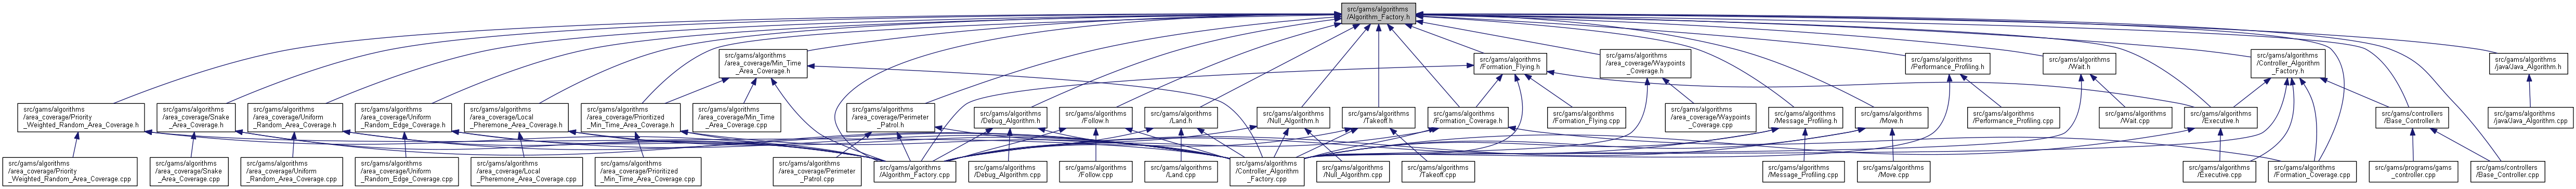 src/gams/algorithms
/Algorithm_Factory.h
src/gams/algorithms
/area_coverage/Min_Time
_Area_Coverage.h
src/gams/algorithms
/Formation_Flying.h
src/gams/algorithms
/area_coverage/Waypoints
_Coverage.h
src/gams/algorithms
/Performance_Profiling.h
src/gams/algorithms
/Wait.h
src/gams/algorithms
/Controller_Algorithm
_Factory.h
src/gams/algorithms
/java/Java_Algorithm.h
src/gams/algorithms
/area_coverage/Priority
_Weighted_Random_Area_Coverage.h
src/gams/algorithms
/area_coverage/Snake
_Area_Coverage.h
src/gams/algorithms
/area_coverage/Uniform
_Random_Area_Coverage.h
src/gams/algorithms
/area_coverage/Uniform
_Random_Edge_Coverage.h
src/gams/algorithms
/area_coverage/Local
_Pheremone_Area_Coverage.h
src/gams/algorithms
/area_coverage/Prioritized
_Min_Time_Area_Coverage.h
src/gams/algorithms
/area_coverage/Min_Time
_Area_Coverage.cpp
src/gams/algorithms
/area_coverage/Perimeter
_Patrol.h
src/gams/algorithms
/Debug_Algorithm.h
src/gams/algorithms
/Follow.h
src/gams/algorithms
/Land.h
src/gams/algorithms
/Null_Algorithm.h
src/gams/algorithms
/Takeoff.h
src/gams/algorithms
/Formation_Coverage.h
src/gams/algorithms
/Formation_Flying.cpp
src/gams/algorithms
/area_coverage/Waypoints
_Coverage.cpp
src/gams/algorithms
/Message_Profiling.h
src/gams/algorithms
/Move.h
src/gams/algorithms
/Performance_Profiling.cpp
src/gams/algorithms
/Wait.cpp
src/gams/algorithms
/Executive.h
src/gams/controllers
/Base_Controller.h
src/gams/algorithms
/java/Java_Algorithm.cpp
src/gams/algorithms
/area_coverage/Priority
_Weighted_Random_Area_Coverage.cpp
src/gams/algorithms
/area_coverage/Snake
_Area_Coverage.cpp
src/gams/algorithms
/area_coverage/Uniform
_Random_Area_Coverage.cpp
src/gams/algorithms
/area_coverage/Uniform
_Random_Edge_Coverage.cpp
src/gams/algorithms
/area_coverage/Local
_Pheremone_Area_Coverage.cpp
src/gams/algorithms
/area_coverage/Prioritized
_Min_Time_Area_Coverage.cpp
src/gams/algorithms
/area_coverage/Perimeter
_Patrol.cpp
src/gams/algorithms
/Algorithm_Factory.cpp
src/gams/algorithms
/Debug_Algorithm.cpp
src/gams/algorithms
/Follow.cpp
src/gams/algorithms
/Land.cpp
src/gams/algorithms
/Controller_Algorithm
_Factory.cpp
src/gams/algorithms
/Null_Algorithm.cpp
src/gams/algorithms
/Takeoff.cpp
src/gams/algorithms
/Message_Profiling.cpp
src/gams/algorithms
/Move.cpp
src/gams/algorithms
/Executive.cpp
src/gams/algorithms
/Formation_Coverage.cpp
src/gams/programs/gams
_controller.cpp
src/gams/controllers
/Base_Controller.cpp